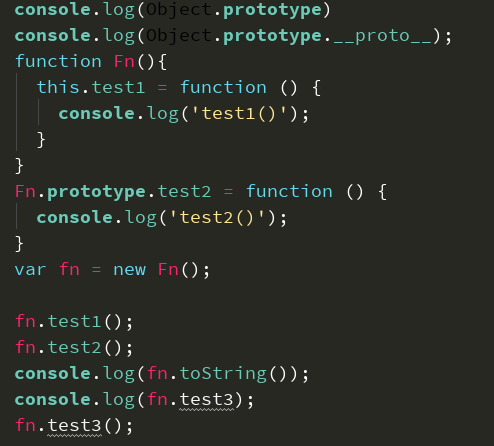 console.log(Object.prototype)
console.log(Object.prototype.__proto__);
function Fn(){
  this.test1 = function () {
    console.log('test1()');
  }
}
Fn.prototype.test2 = function () {
  console.log('test2()');
}
var fn = new Fn();

fn.test1();
fn.test2();
console.log(fn.toString());
console.log(fn.test3);
fn.test3();